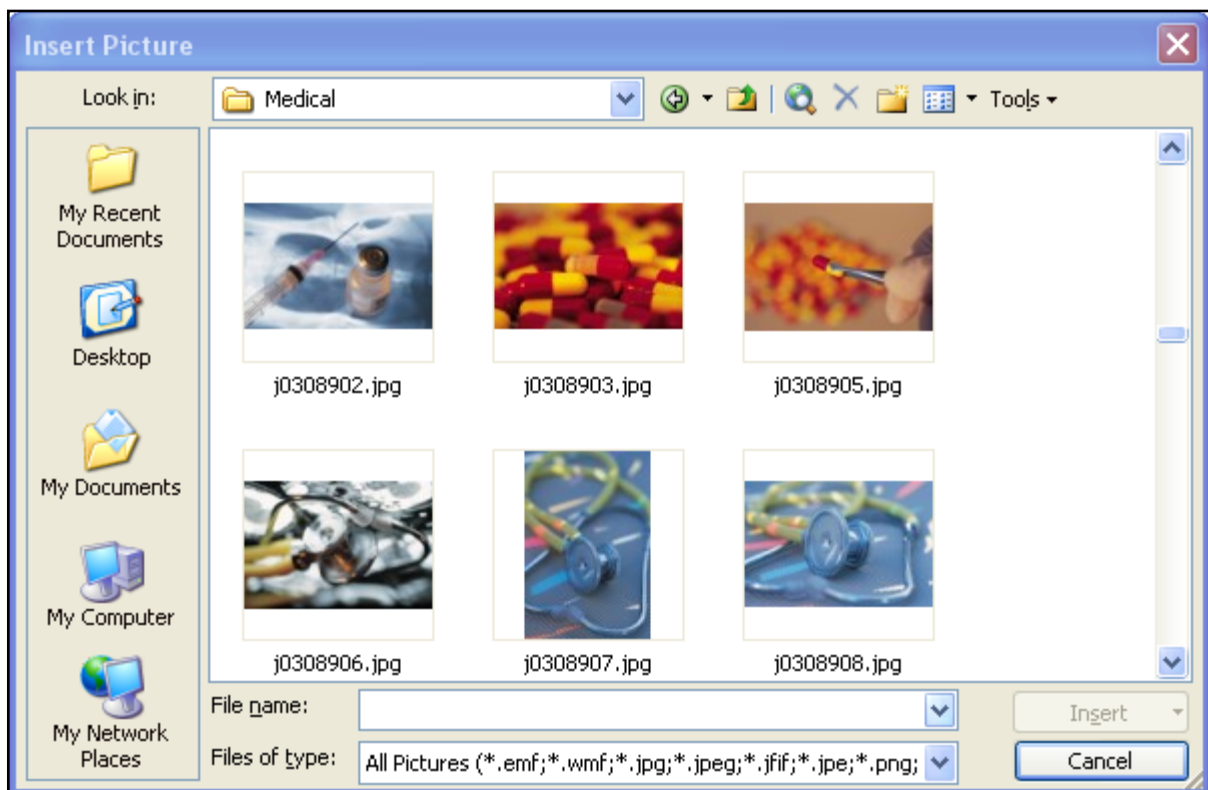 Insert Picture
Look in:
Medical
Tools
My Recent
Documents
Desktop
My Documents
My Computer
My Network
Places
j0308902.jpg
j0308903.jpg
j0308905.jpg
j0308906.jpg
j0308907.jpg
j0308908.jpg
File name:
Insert
Files of type:
All Pictures (*.emf;*.wmf;*.jpg;*.jpeg;*.jfif;*.jpe;*.png;
Cancel